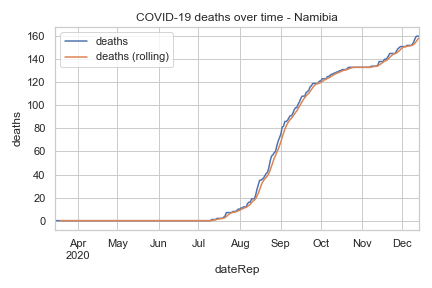 COVID-19 deaths over time - Namibia
deaths
deaths (rolling)
160
140
120
100
80
60
40
20
0
deaths
Apr May Jun Jul Aug Sep Oct Nov Dec
2020
dateRep